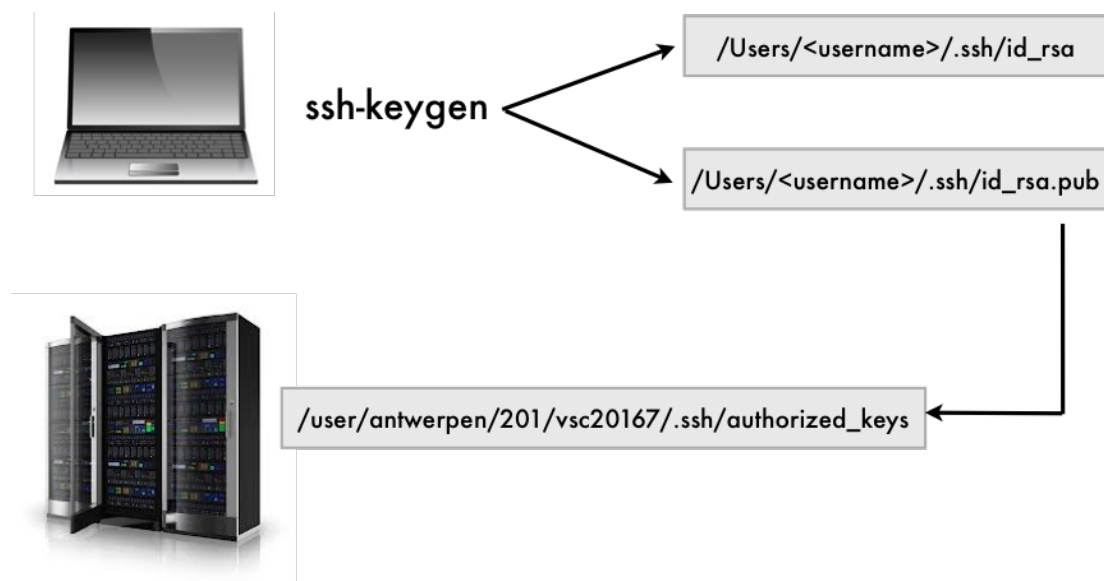 /Users/<username>/.ssh/id_rsa
ssh-keygen
/Users/<username>/.ssh/id_rsa.pub
/user/antwerpen/201/vsc20167/.ssh/authorized_keys